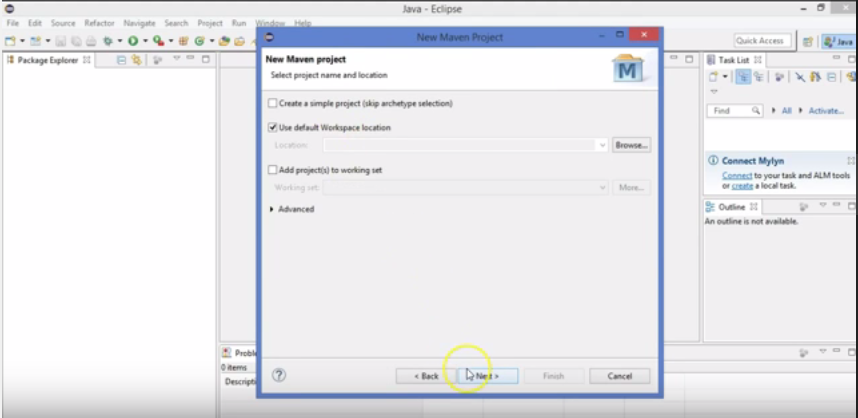 Java - Eclipse
File Edit Source Refactor Navigate Search Project Run Window Help
Quick Access
Java
Package Explorer
New Maven Project
New Maven project
Select project name and location
M
Create a simple project (skip archetype selection)
Use default Workspace location
Location:
Browse...
Add project(s) to working set
Working set:
More...
Advanced
< Back
Next >
Finish
Cancel
Task List
Find
All
Activate...
Connect Mylyn
Connect to your task and ALM tools
or create a local task.
Outline
An outline is not available.
Proble
0 items
Descripti